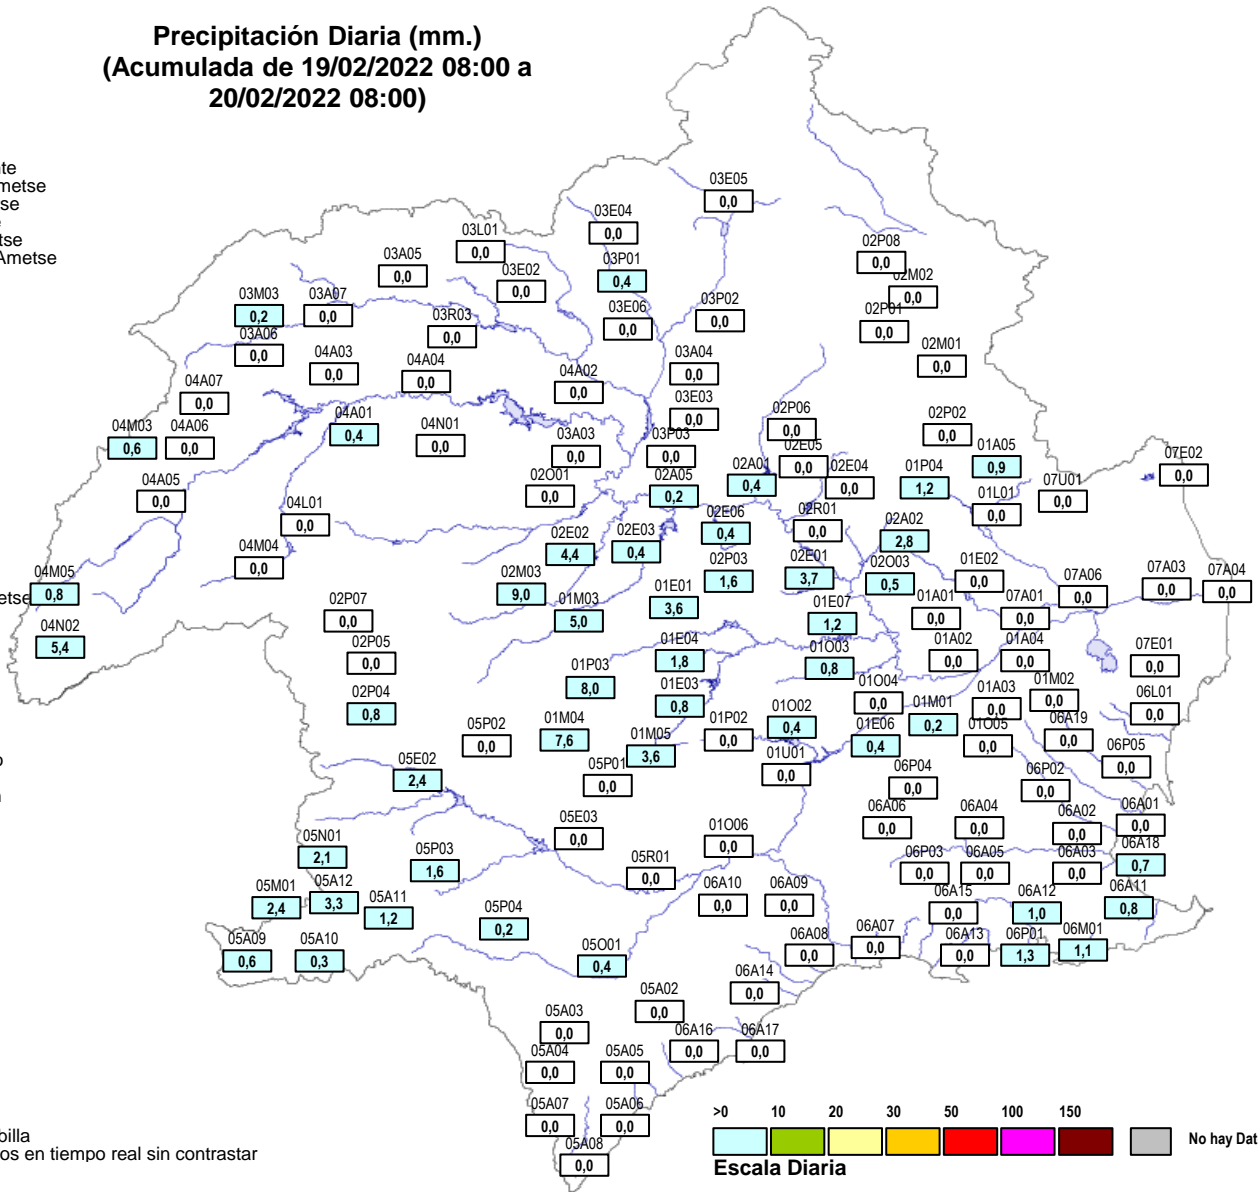 Precipitación Diaria (mm.)
(Acumulada de 19/02/2022 08:00 a
20/02/2022 08:00)
nte
metse
tse
e
tse
Ametse
03E05
0,0
03E04
0,0
03L01
0,0
02P08
0,0
03A05
0,0
03P01
0,4
03E02
0,0
02M02
0,0
03M03
0,2
03A07
0,0
03P02
0,0
03E06
0,0
02P01
0,0
03R03
0,0
03A06
0,0
02M01
0,0
04A03
0,0
04A04
0,0
03A04
0,0
04A02
0,0
04A07
0,0
03E03
0,0
02P06
0,0
02P02
0,0
04M03
0,6
04A06
0,0
04A01
0,4
04N01
0,0
03A03
0,0
03P03
0,0
02E05
0,0
01A05
0,9
07E02
0,0
04A05
0,0
02O01
0,0
02A05
0,2
02A01
0,4
02E04
0,0
01P04
1,2
07U01
0,0
01L01
0,0
04L01
0,0
02E06
0,4
02R01
0,0
02A02
2,8
04M04
0,0
02E02
4,4
02E03
0,4
04M05
0,8
etse
02M03
9,0
02P03
1,6
02E01
3,7
02O03
0,5
01E02
0,0
07A06
0,0
07A03
0,0
07A04
0,0
02P07
0,0
01M03
5,0
01E01
3,6
01E07
1,2
01A01
0,0
07A01
0,0
04N02
5,4
02P05
0,0
01E04
1,8
01O03
0,8
01A02
0,0
01A04
0,0
07E01
0,0
02P04
0,8
01P03
8,0
01E03
0,8
01O04
0,0
01A03
0,0
01M02
0,0
06L01
0,0
05P02
0,0
01M04
7,6
01M05
3,6
01P02
0,0
01O02
0,4
01E06
0,4
01M01
0,2
01O05
0,0
06A19
0,0
06P05
0,0
05E02
2,4
05P01
0,0
01U01
0,0
06P04
0,0
06P02
0,0
05E03
0,0
01O06
0,0
06A06
0,0
06A04
0,0
06A02
0,0
06A01
0,0
05N01
2,1
05P03
1,6
05R01
0,0
06P03
0,0
06A05
0,0
06A03
0,0
06A18
0,7
05M01
2,4
05A12
3,3
05A11
1,2
05P04
0,2
06A10
0,0
06A09
0,0
06A15
0,0
06A12
1,0
06A11
0,8
05A09
0,6
05A10
0,3
05O01
0,4
06A08
0,0
06A07
0,0
06A13
0,0
06P01
1,3
06M01
1,1
06A14
0,0
05A02
0,0
05A03
0,0
06A16
0,0
06A17
0,0
05A04
0,0
05A05
0,0
05A07
0,0
05A06
0,0
05A08
0,0
billa
os en tiempo real sin contrastar
>0 10 20 30 50 100 150
No hay Dat
Escala Diaria